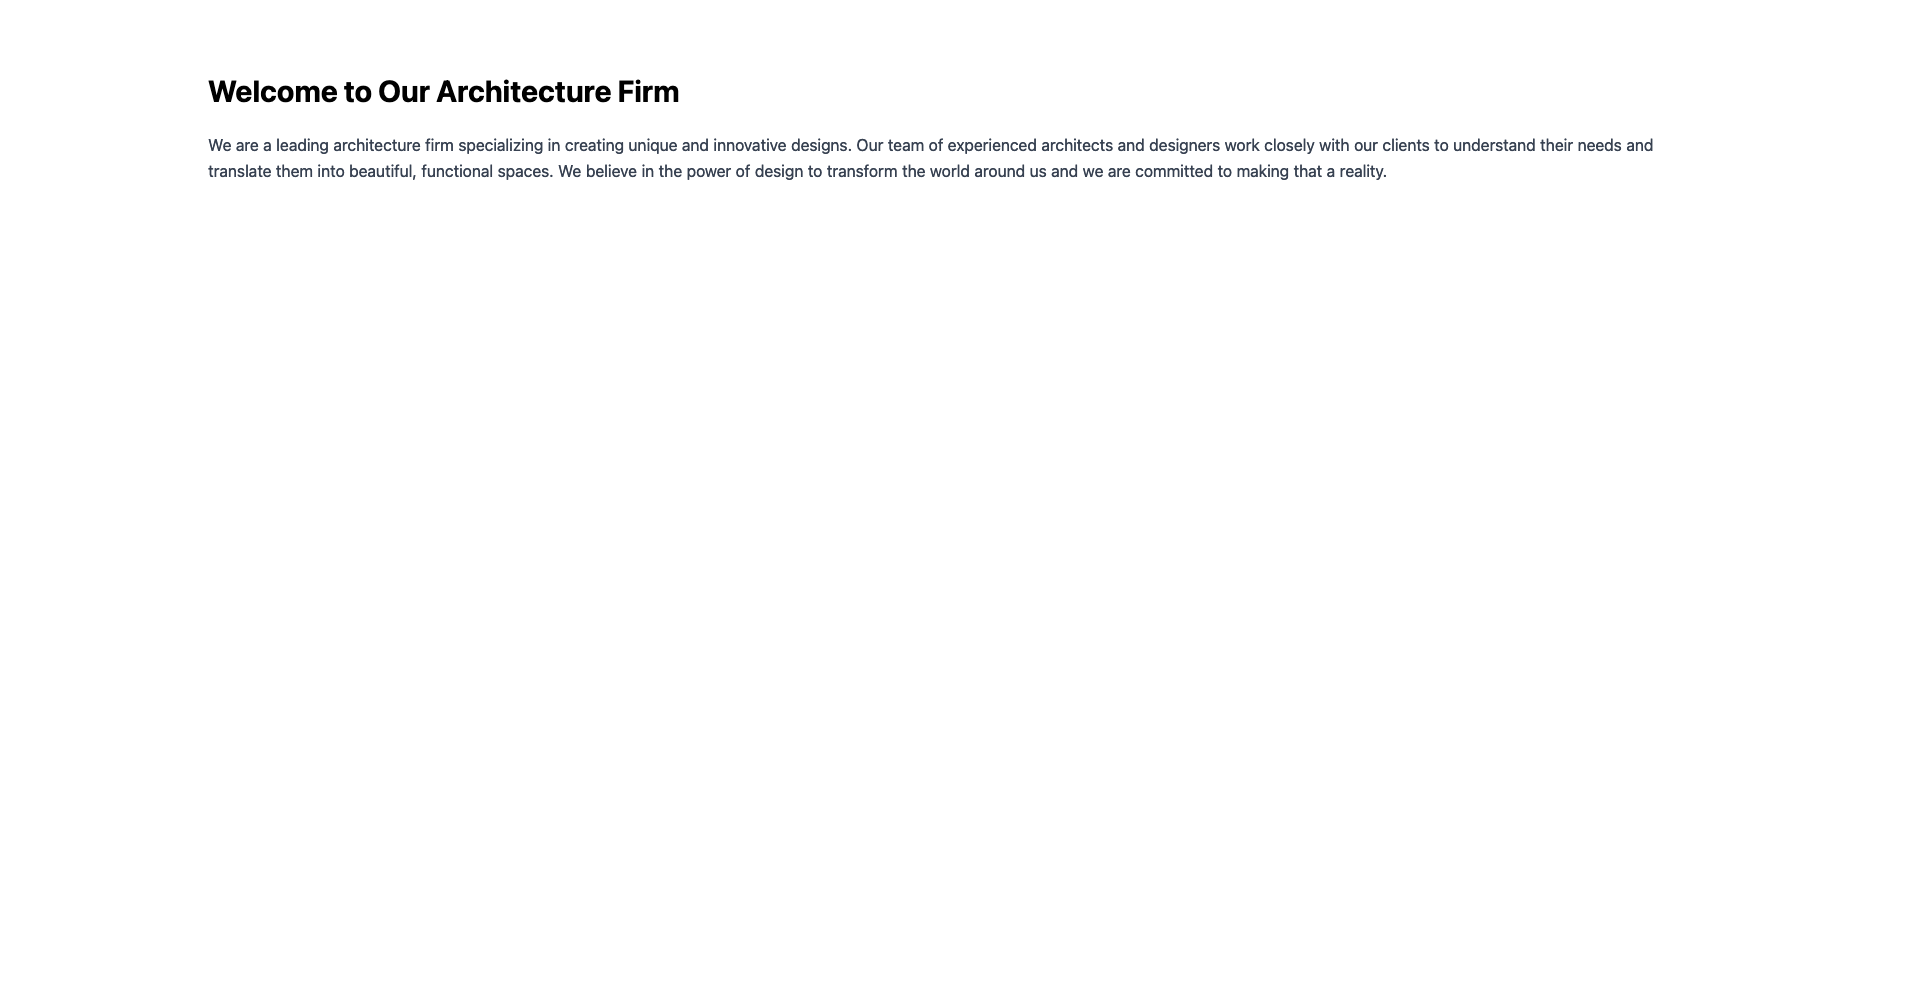 Welcome to Our Architecture Firm
We are a leading architecture firm specializing in creating unique and innovative designs. Our team of experienced architects and designers work closely with our clients to understand their needs and
translate them into beautiful, functional spaces. We believe in the power of design to transform the world around us and we are committed to making that a reality.